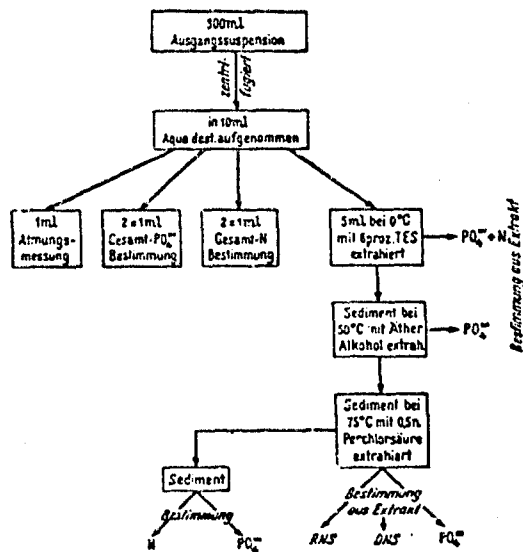 300ml
Ausgangssuspension
zentri-
fugiert
in 10ml
Aqua dest. aufgenommen
1ml
Atmungs-
messung
2 x 1ml
Gesamt-PO₄‴
Bestimmung
2 x 1ml
Gesamt-N
Bestimmung
5ml bei 0°C
mit 6proz. TES
extrahiert
PO₄‴ + N
Bestimmung aus Extrakt
Sediment bei
50°C mit Äther
Alkohol extrah.
PO₄‴
Sediment bei
75°C mit 0,5n.
Perchlorsäure
extrahiert
Sediment
Bestimmung
N
PO₄‴
Bestimmung
aus Extrakt
RNS
DNS
PO₄‴